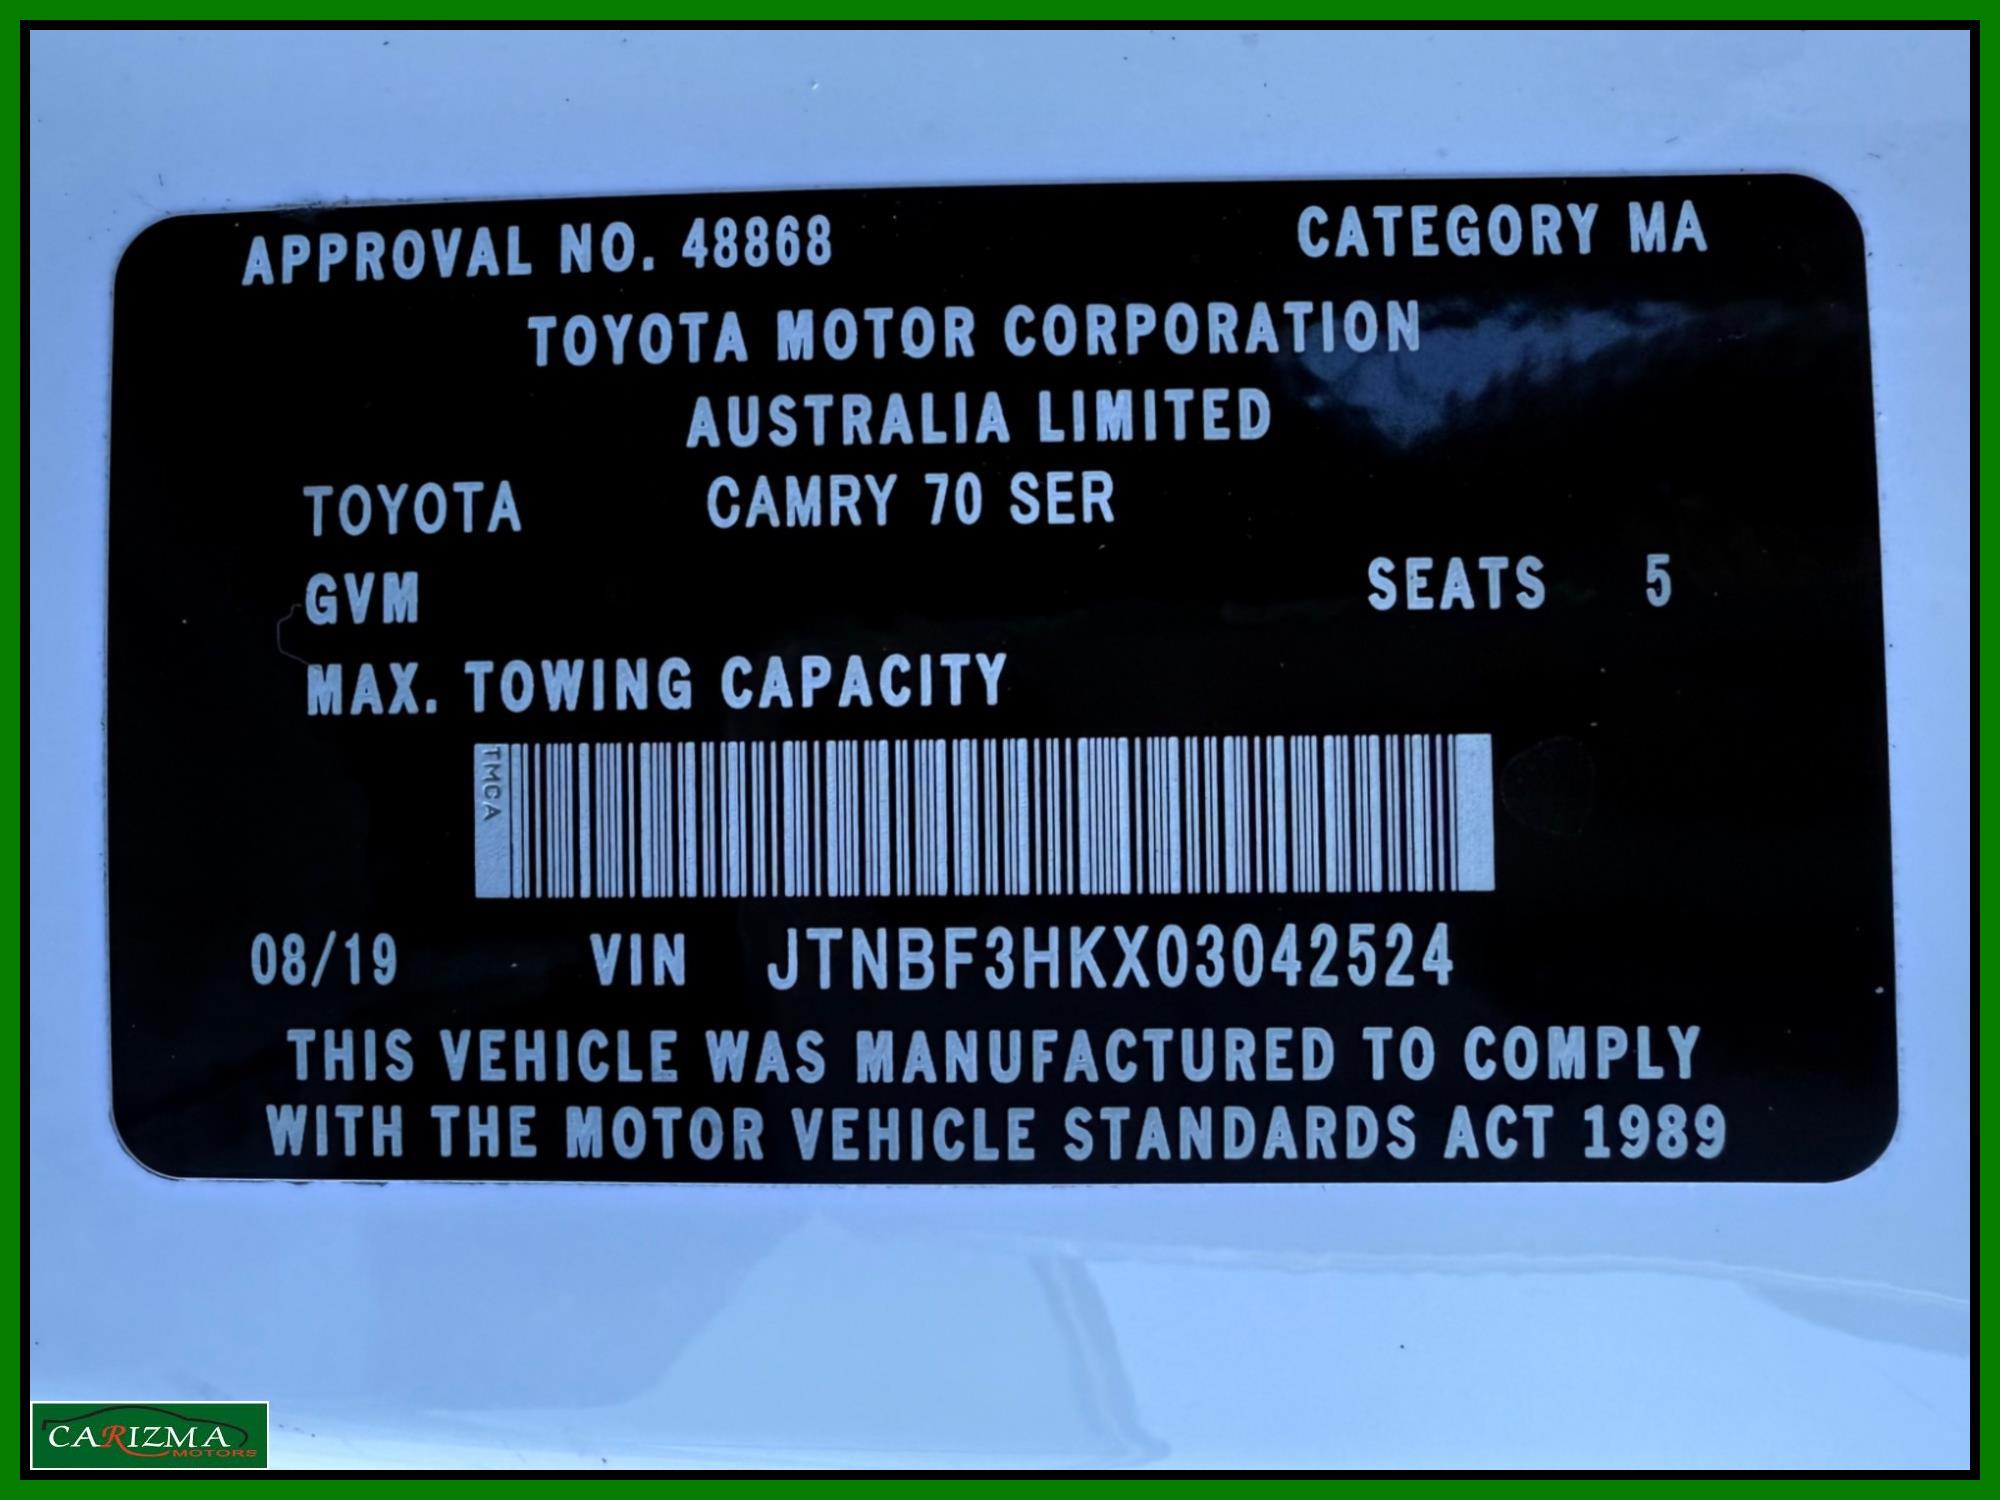 APPROVAL NO. 48868 CATEGORY MA
TOYOTA MOTOR CORPORATION
AUSTRALIA LIMITED
TOYOTA CAMRY 70 SER
GVM SEATS 5
MAX. TOWING CAPACITY
TMCA
08/19 VIN JTNBF3HKX03042524
THIS VEHICLE WAS MANUFACTURED TO COMPLY
WITH THE MOTOR VEHICLE STANDARDS ACT 1989
CARIZMA
MOTORS